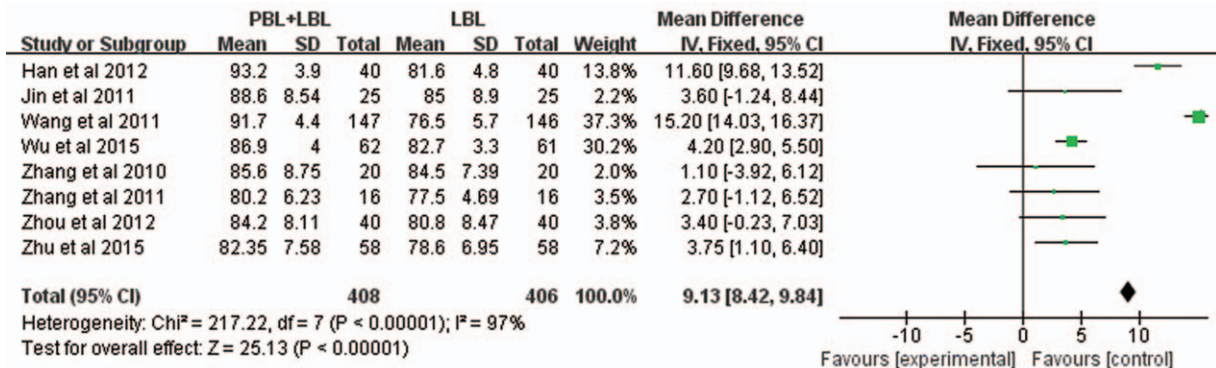 PBL+LBL LBL Mean Difference Mean Difference
Study or Subgroup Mean SD Total Mean SD Total Weight IV, Fixed, 95% CI IV, Fixed, 95% CI
Han et al 2012 93.2 3.9 40 81.6 4.8 40 13.8% 11.60 [9.68, 13.52]
Jin et al 2011 88.6 8.54 25 85 8.9 25 2.2% 3.60 [-1.24, 8.44]
Wang et al 2011 91.7 4.4 147 76.5 5.7 146 37.3% 15.20 [14.03, 16.37]
Wu et al 2015 86.9 4 62 82.7 3.3 61 30.2% 4.20 [2.90, 5.50]
Zhang et al 2010 85.6 8.75 20 84.5 7.39 20 2.0% 1.10 [-3.92, 6.12]
Zhang et al 2011 80.2 6.23 16 77.5 4.69 16 3.5% 2.70 [-1.12, 6.52]
Zhou et al 2012 84.2 8.11 40 80.8 8.47 40 3.8% 3.40 [-0.23, 7.03]
Zhu et al 2015 82.35 7.58 58 78.6 6.95 58 7.2% 3.75 [1.10, 6.40]
Total (95% CI) 408 406 100.0% 9.13 [8.42, 9.84]
Heterogeneity: Chi² = 217.22, df = 7 (P < 0.00001); I² = 97%
Test for overall effect: Z = 25.13 (P < 0.00001)
-10 -5 0 5 10
Favours [experimental] Favours [control]